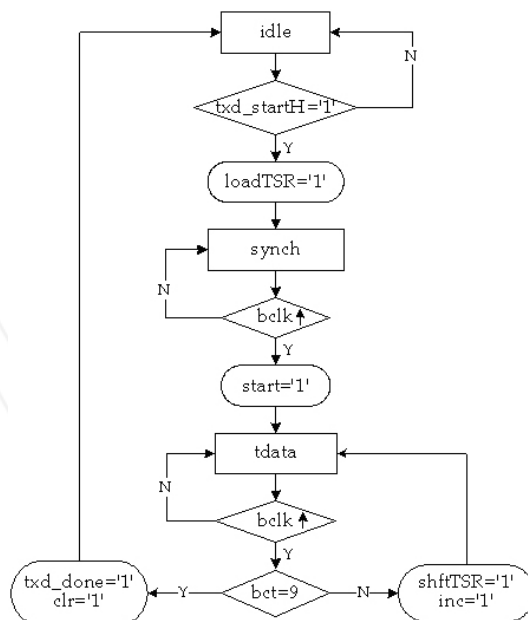 idle
N
txd_startH='1'
Y
loadTSR='1'
synch
N
bclk↑
Y
start='1'
tdata
N
bclk↑
Y
txd_done='1'
clr='1'
Y
bct=9
N
shftTSR='1'
inc='1'